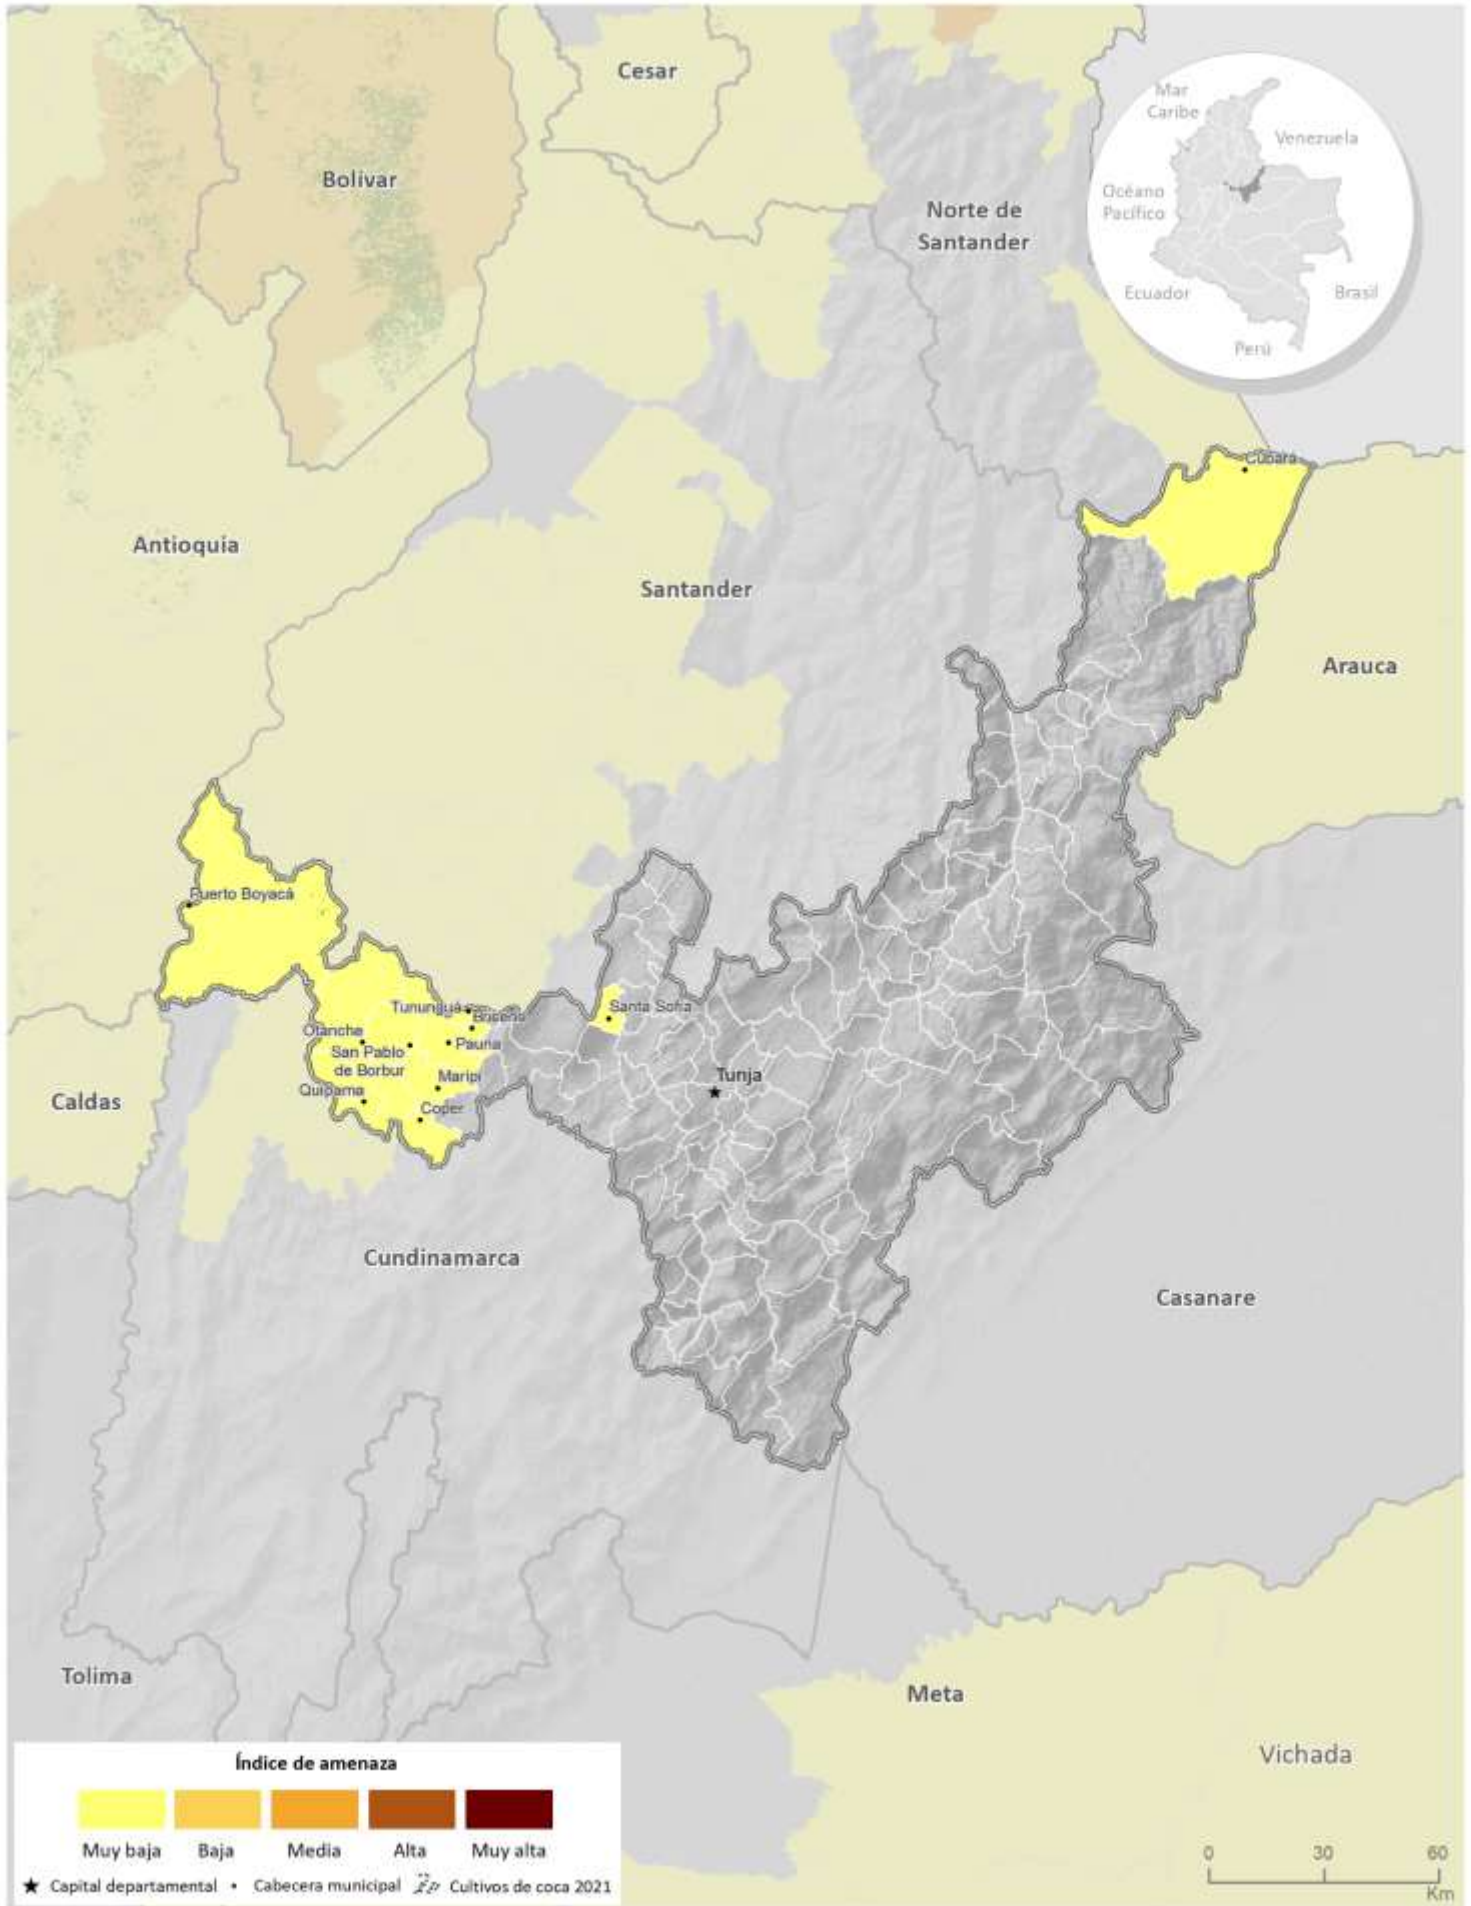 Cesar
Mar
Caribe
Venezuela
Bolívar
Océano
Pacífico
Norte de
Santander
Ecuador
Brasil
Perú
Cubará
Antioquia
Santander
Arauca
Puerto Boyacá
Tununguá
Briceño
Santa Sofía
Otanche
San Pablo
de Borbur
Pauna
Maripí
Tunja
Quípama
Caldas
Coper
Cundinamarca
Casanare
Tolima
Meta
Vichada
Índice de amenaza
Muy baja Baja Media Alta Muy alta
Capital departamental Cabecera municipal Cultivos de coca 2021
0 30 60
Km